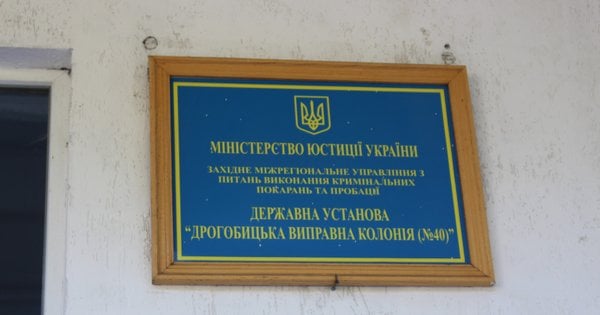 МІНІСТЕРСТВО ЮСТИЦІЇ УКРАЇНИ
ЗАХІДНЕ МІЖРЕГІОНАЛЬНЕ УПРАВЛІННЯ З
ПИТАНЬ ВИКОНАННЯ КРИМІНАЛЬНИХ
ПОКАРАНЬ ТА ПРОБАЦІЇ
ДЕРЖАВНА УСТАНОВА
“ДРОГОБИЦЬКА ВИПРАВНА КОЛОНІЯ (№40)”